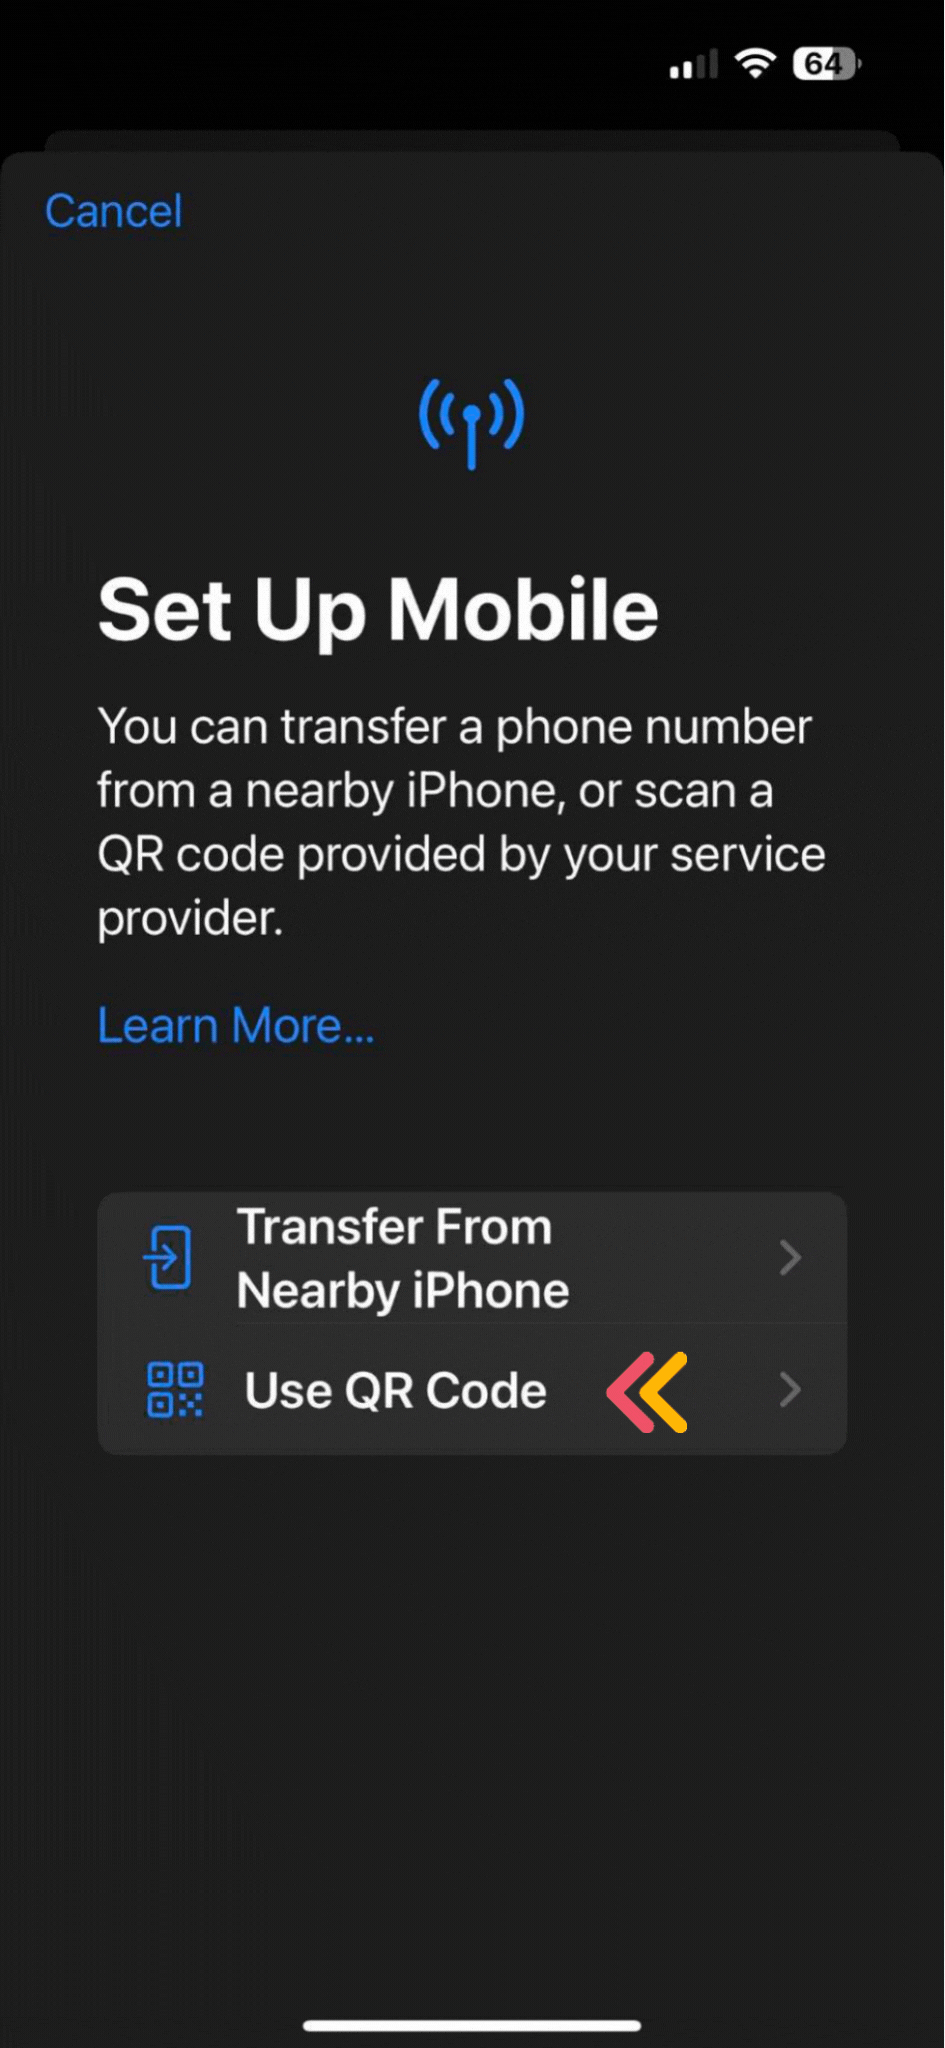 64
Cancel
Set Up Mobile
You can transfer a phone number
from a nearby iPhone, or scan a
QR code provided by your service
provider.
Learn More...
Transfer From
Nearby iPhone
Use QR Code